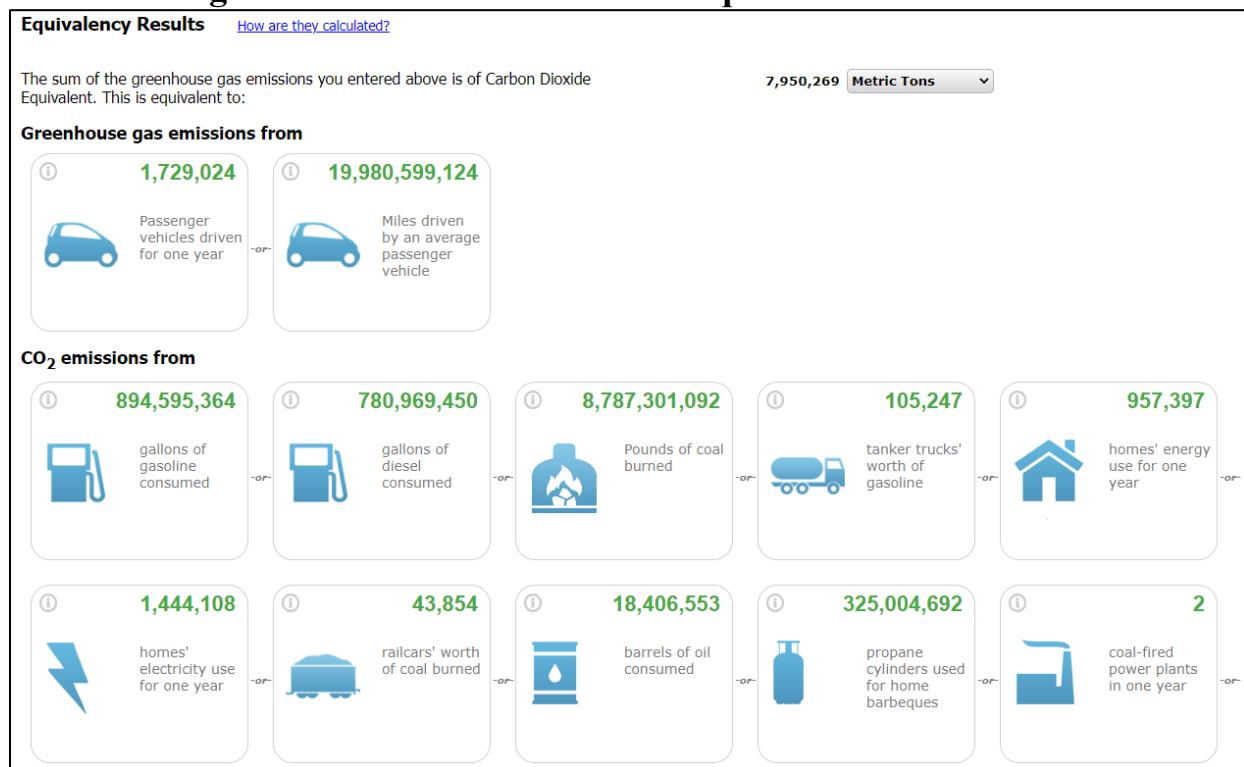 Equivalency Results How are they calculated?
The sum of the greenhouse gas emissions you entered above is of Carbon Dioxide
Equivalent. This is equivalent to:
7,950,269 Metric Tons
Greenhouse gas emissions from
1,729,024
Passenger
vehicles driven
for one year
-or-
19,980,599,124
Miles driven
by an average
passenger
vehicle
CO2 emissions from
894,595,364
gallons of
gasoline
consumed
-or-
780,969,450
gallons of
diesel
consumed
-or-
8,787,301,092
Pounds of coal
burned
-or-
105,247
tanker trucks'
worth of
gasoline
-or-
957,397
homes' energy
use for one
year
-or-
1,444,108
homes'
electricity use
for one year
-or-
43,854
railcars' worth
of coal burned
-or-
18,406,553
barrels of oil
consumed
-or-
325,004,692
propane
cylinders used
for home
barbeques
-or-
2
coal-fired
power plants
in one year
-or-